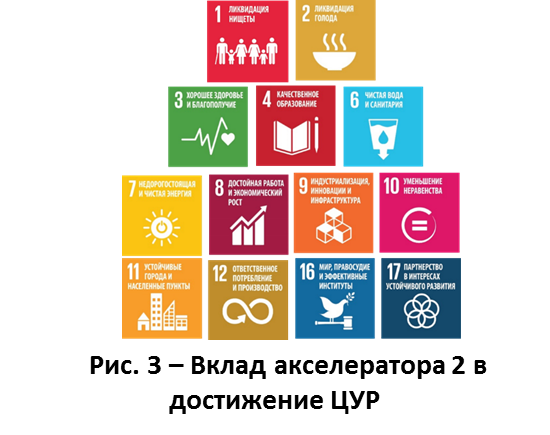 1 ЛИКВИДАЦИЯ
НИЩЕТЫ
2 ЛИКВИДАЦИЯ
ГОЛОДА
3 ХОРОШЕЕ ЗДОРОВЬЕ
И БЛАГОПОЛУЧИЕ
4 КАЧЕСТВЕННОЕ
ОБРАЗОВАНИЕ
6 ЧИСТАЯ ВОДА
И САНИТАРИЯ
7 НЕДОРОГОСТОЯЩАЯ
И ЧИСТАЯ ЭНЕРГИЯ
8 ДОСТОЙНАЯ РАБОТА
И ЭКОНОМИЧЕСКИЙ
РОСТ
9 ИНДУСТРИАЛИЗАЦИЯ,
ИННОВАЦИИ И
ИНФРАСТРУКТУРА
10 УМЕНЬШЕНИЕ
НЕРАВЕНСТВА
11 УСТОЙЧИВЫЕ
ГОРОДА И
НАСЕЛЕННЫЕ ПУНКТЫ
12 ОТВЕТСТВЕННОЕ
ПОТРЕБЛЕНИЕ
И ПРОИЗВОДСТВО
16 МИР, ПРАВОСУДИЕ
И ЭФФЕКТИВНЫЕ
ИНСТИТУТЫ
17 ПАРТНЕРСТВО
В ИНТЕРЕСАХ
УСТОЙЧИВОГО РАЗВИТИЯ
Рис. 3 – Вклад акселератора 2 в
достижение ЦУР